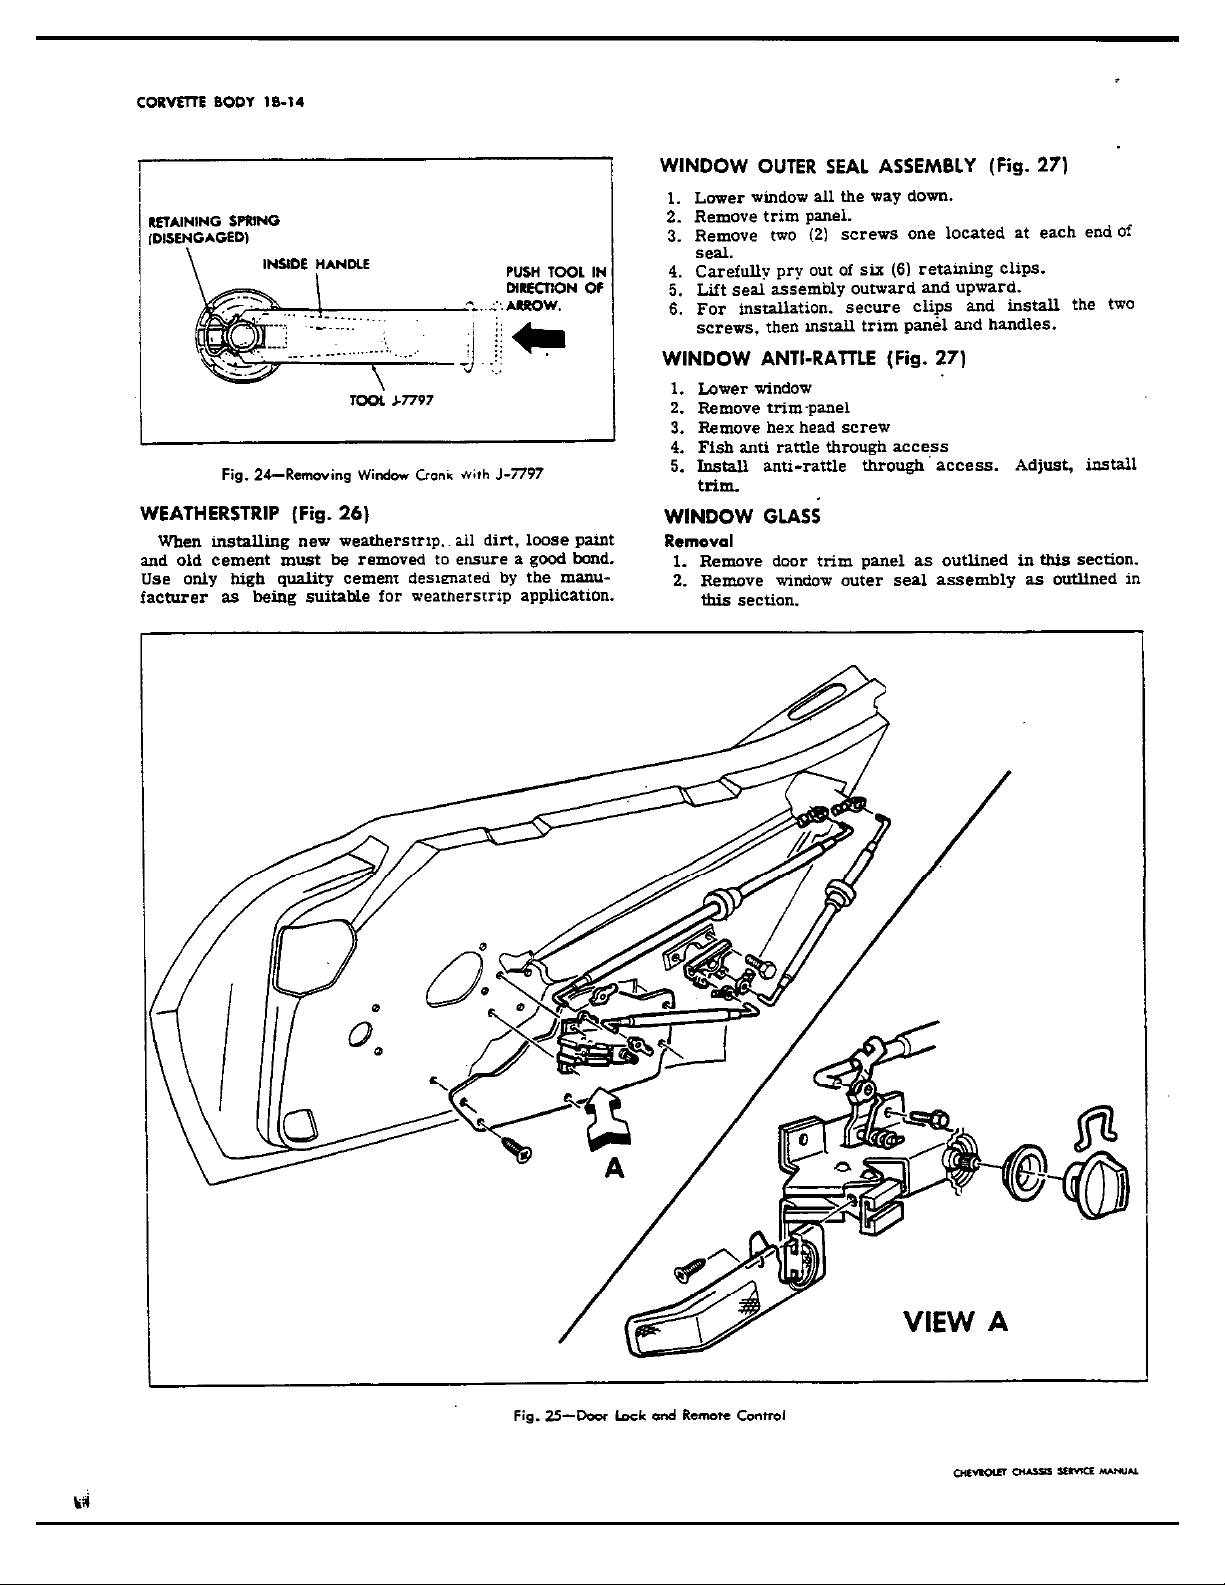 CORVETTE BODY 1B-14
RETAINING SPRING
(DISENGAGED)
INSIDE HANDLE
PUSH TOOL IN
DIRECTION OF
ARROW.
TOOL J-7797
Fig. 24—Removing Window Crank with J-7797
WEATHERSTRIP (Fig. 26)
When installing new weatherstrip, all dirt, loose paint
and old cement must be removed to ensure a good bond.
Use only high quality cement designated by the manu-
facturer as being suitable for weatherstrip application.
WINDOW OUTER SEAL ASSEMBLY (Fig. 27)
1. Lower window all the way down.
2. Remove trim panel.
3. Remove two (2) screws one located at each end of
seal.
4. Carefully pry out of six (6) retaining clips.
5. Lift seal assembly outward and upward.
6. For installation. secure clips and install the two
screws, then install trim panel and handles.
WINDOW ANTI-RATTLE (Fig. 27)
1. Lower window
2. Remove trim panel
3. Remove hex head screw
4. Fish anti rattle through access
5. Install anti-rattle through access. Adjust, install
trim.
WINDOW GLASS
Removal
1. Remove door trim panel as outlined in this section.
2. Remove window outer seal assembly as outlined in
this section.
A
VIEW A
Fig. 25—Door Lock and Remote Control
CHEVROLET CHASSIS SERVICE MANUAL